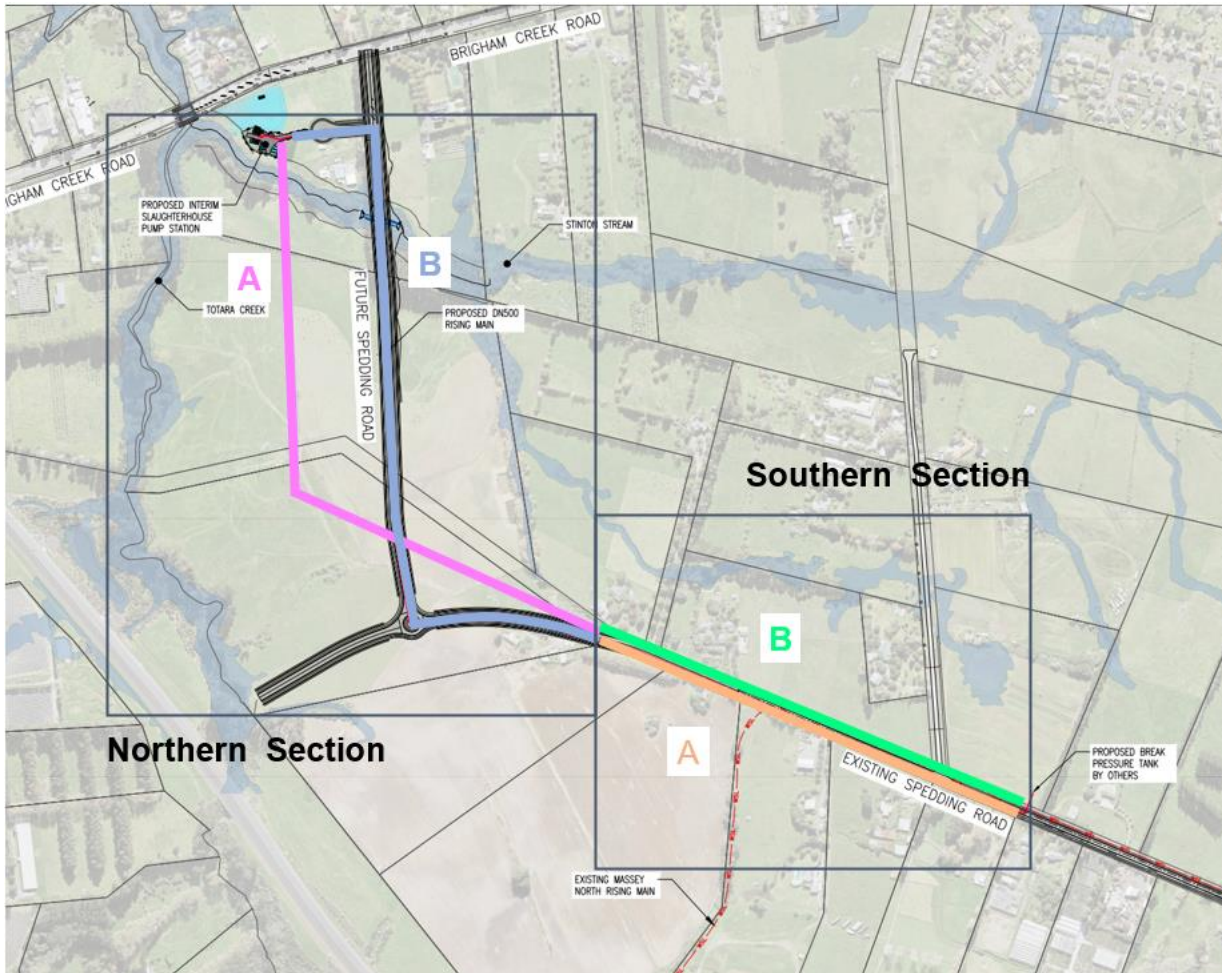 BRIGHAM CREEK ROAD
IGHAM CREEK ROAD
PROPOSED INTERIM
SLAUGHTERHOUSE
PUMP STATION
STINTON STREAM
A
B
TOTARA CREEK
FUTURE SPEDDING ROAD
PROPOSED DN500
RISING MAIN
Southern Section
B
Northern Section
A
EXISTING SPEDDING ROAD
PROPOSED BREAK
PRESSURE TANK
BY OTHERS
EXISTING MASSEY
NORTH RISING MAIN